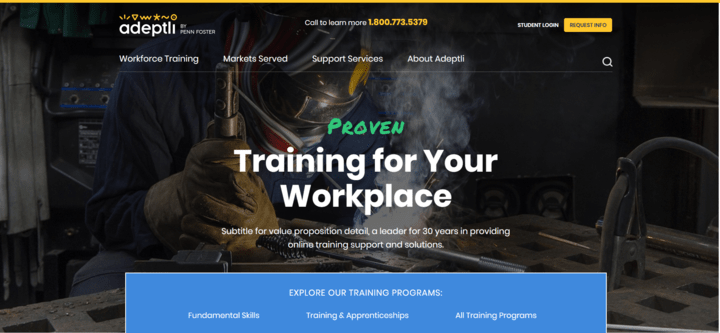 adeptli BY
PENN FOSTER
Call to learn more 1.800.773.5379
STUDENT LOGIN
REQUEST INFO
Workforce Training
Markets Served
Support Services
About Adeptli
PROVEN
Training for Your
Workplace
Subtitle for value proposition detail, a leader for 30 years in providing
online training support and solutions.
EXPLORE OUR TRAINING PROGRAMS:
Fundamental Skills
Training & Apprenticeships
All Training Programs